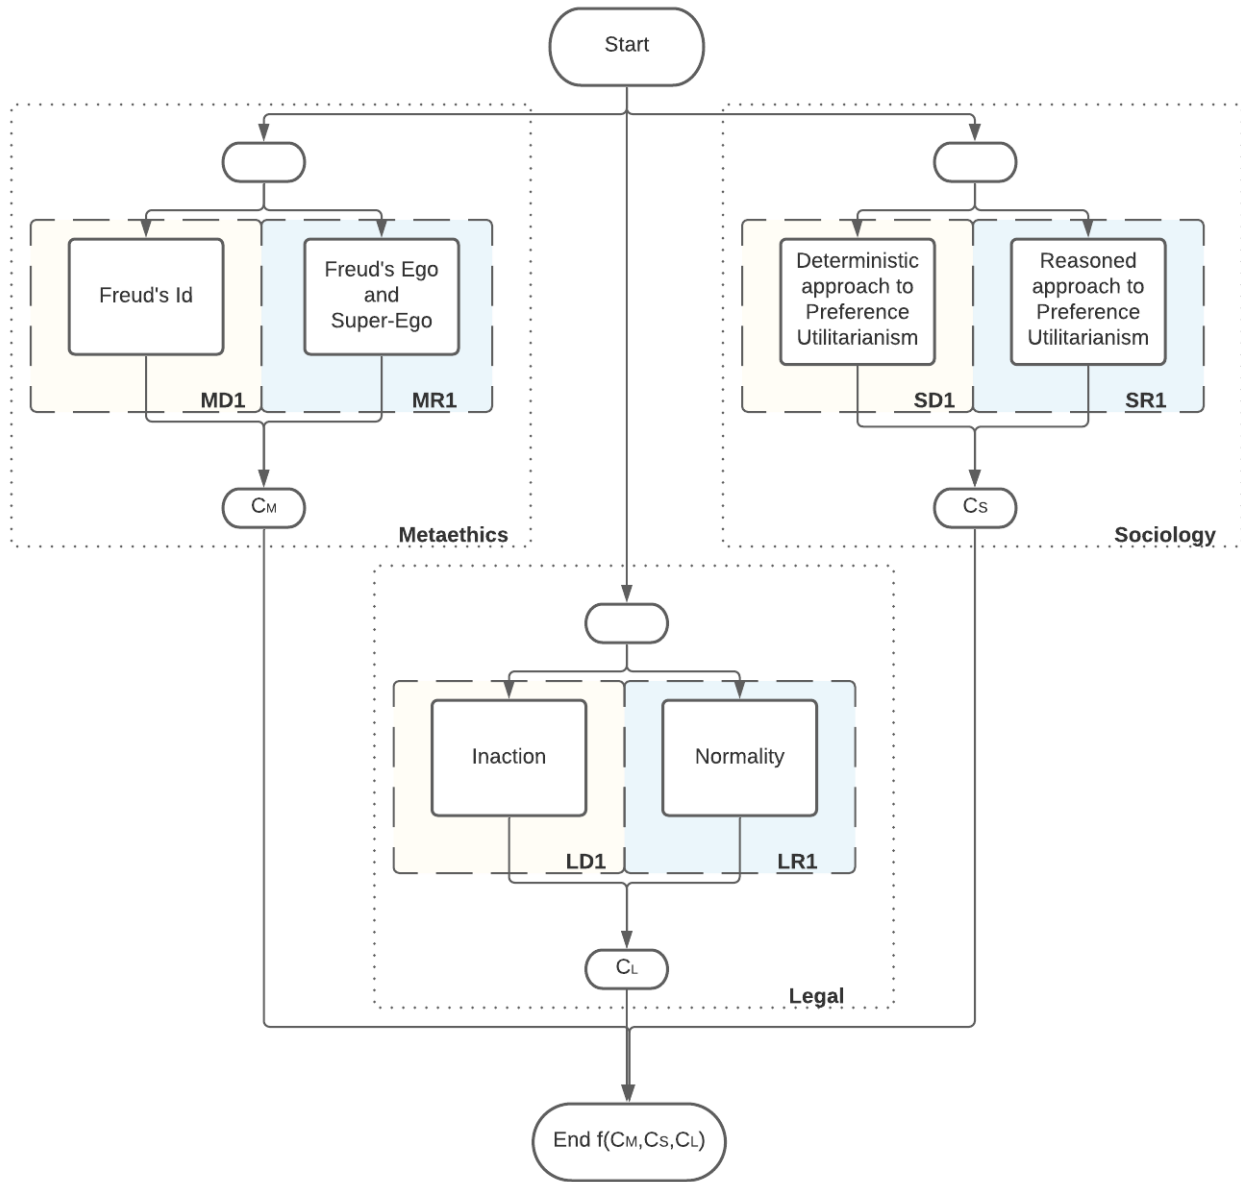 Start
Freud's Id
Freud's Ego
and
Super-Ego
MD1
MR1
CM
Metaethics
Deterministic
approach to
Preference
Utilitarianism
Reasoned
approach to
Preference
Utilitarianism
SD1
SR1
CS
Sociology
Inaction
Normality
LD1
LR1
CL
Legal
End f(CM,CS,CL)